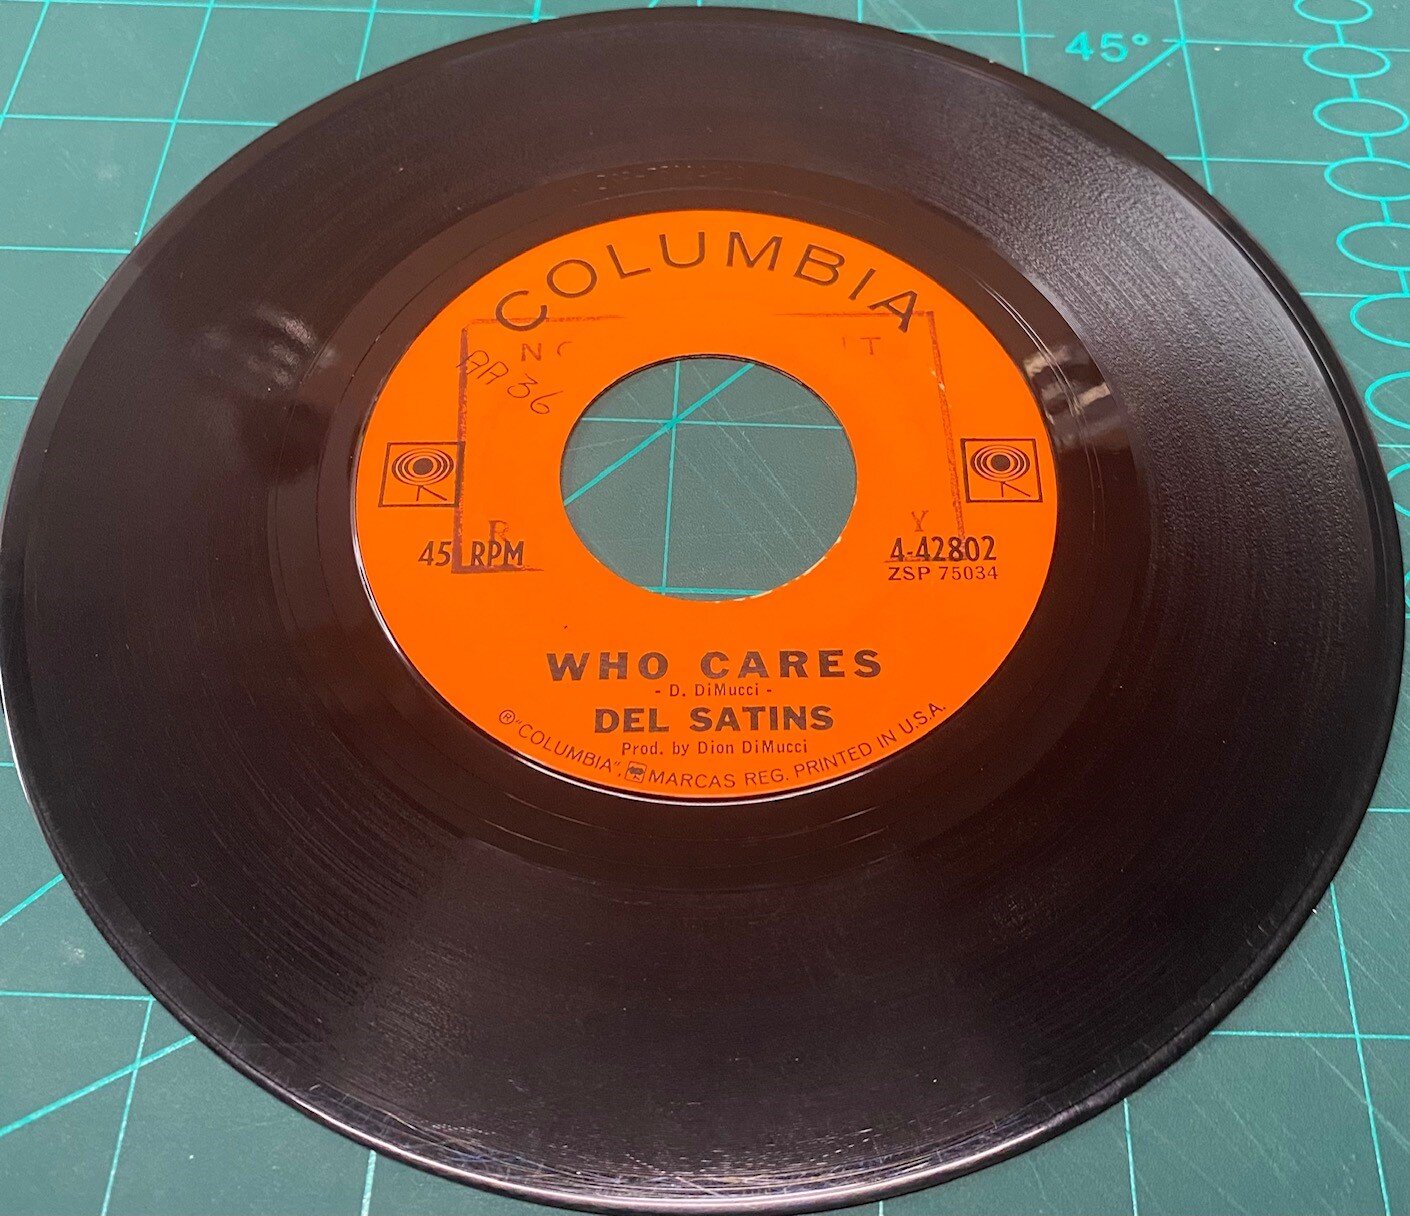 45°
COLUMBIA
AA 36
45 RPM
4-42802
ZSP 75034
WHO CARES
- D. DiMucci -
DEL SATINS
Prod. by Dion DiMucci
®"COLUMBIA", MARCAS REG. PRINTED IN U.S.A.